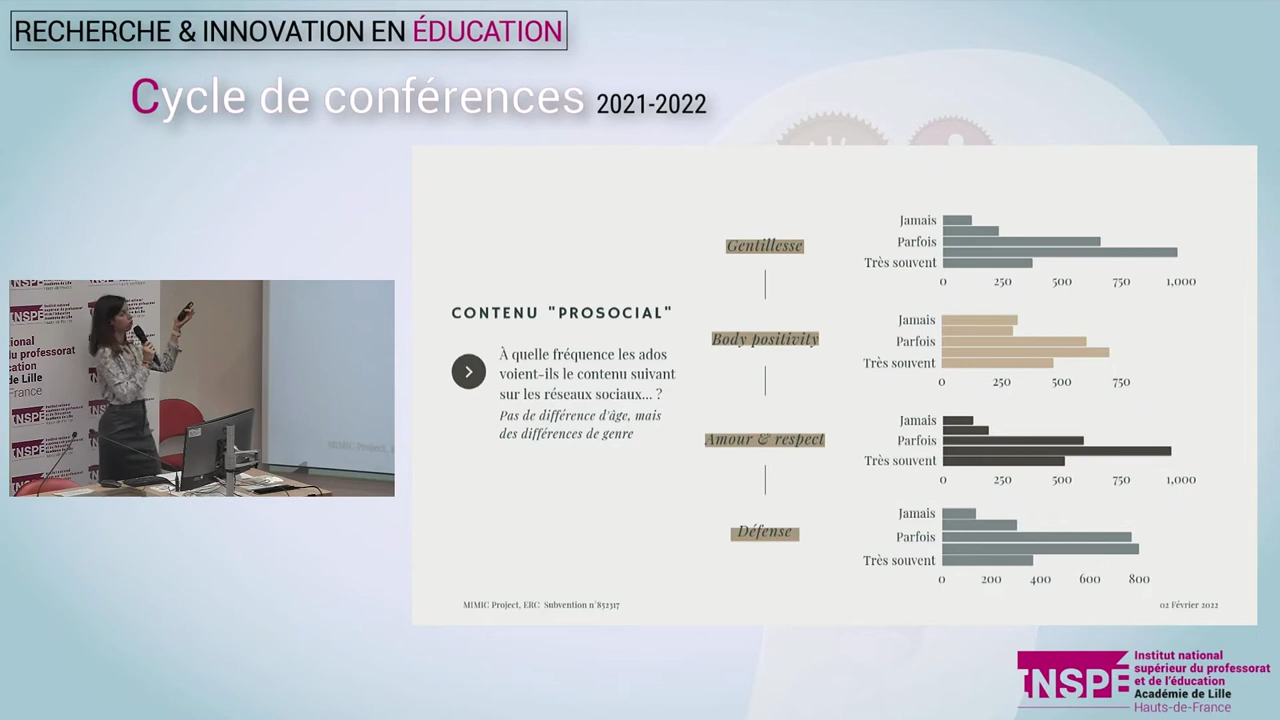 RECHERCHE & INNOVATION EN ÉDUCATION
Cycle de conférences 2021-2022
CONTENU "PROSOCIAL"
À quelle fréquence les ados
voient-ils le contenu suivant
sur les réseaux sociaux... ?
Pas de différence d'âge, mais
des différences de genre
Gentillesse
Jamais
Parfois
Très souvent
0 250 500 750 1,000
Body positivity
Jamais
Parfois
Très souvent
0 250 500 750
Amour & respect
Jamais
Parfois
Très souvent
0 250 500 750 1,000
Défense
Jamais
Parfois
Très souvent
0 200 400 600 800
MIMIC Project, ERC Subvention n°852317
02 Février 2022
INSPÉ
Institut national
supérieur du professorat
et de l'éducation
Académie de Lille
Hauts-de-France